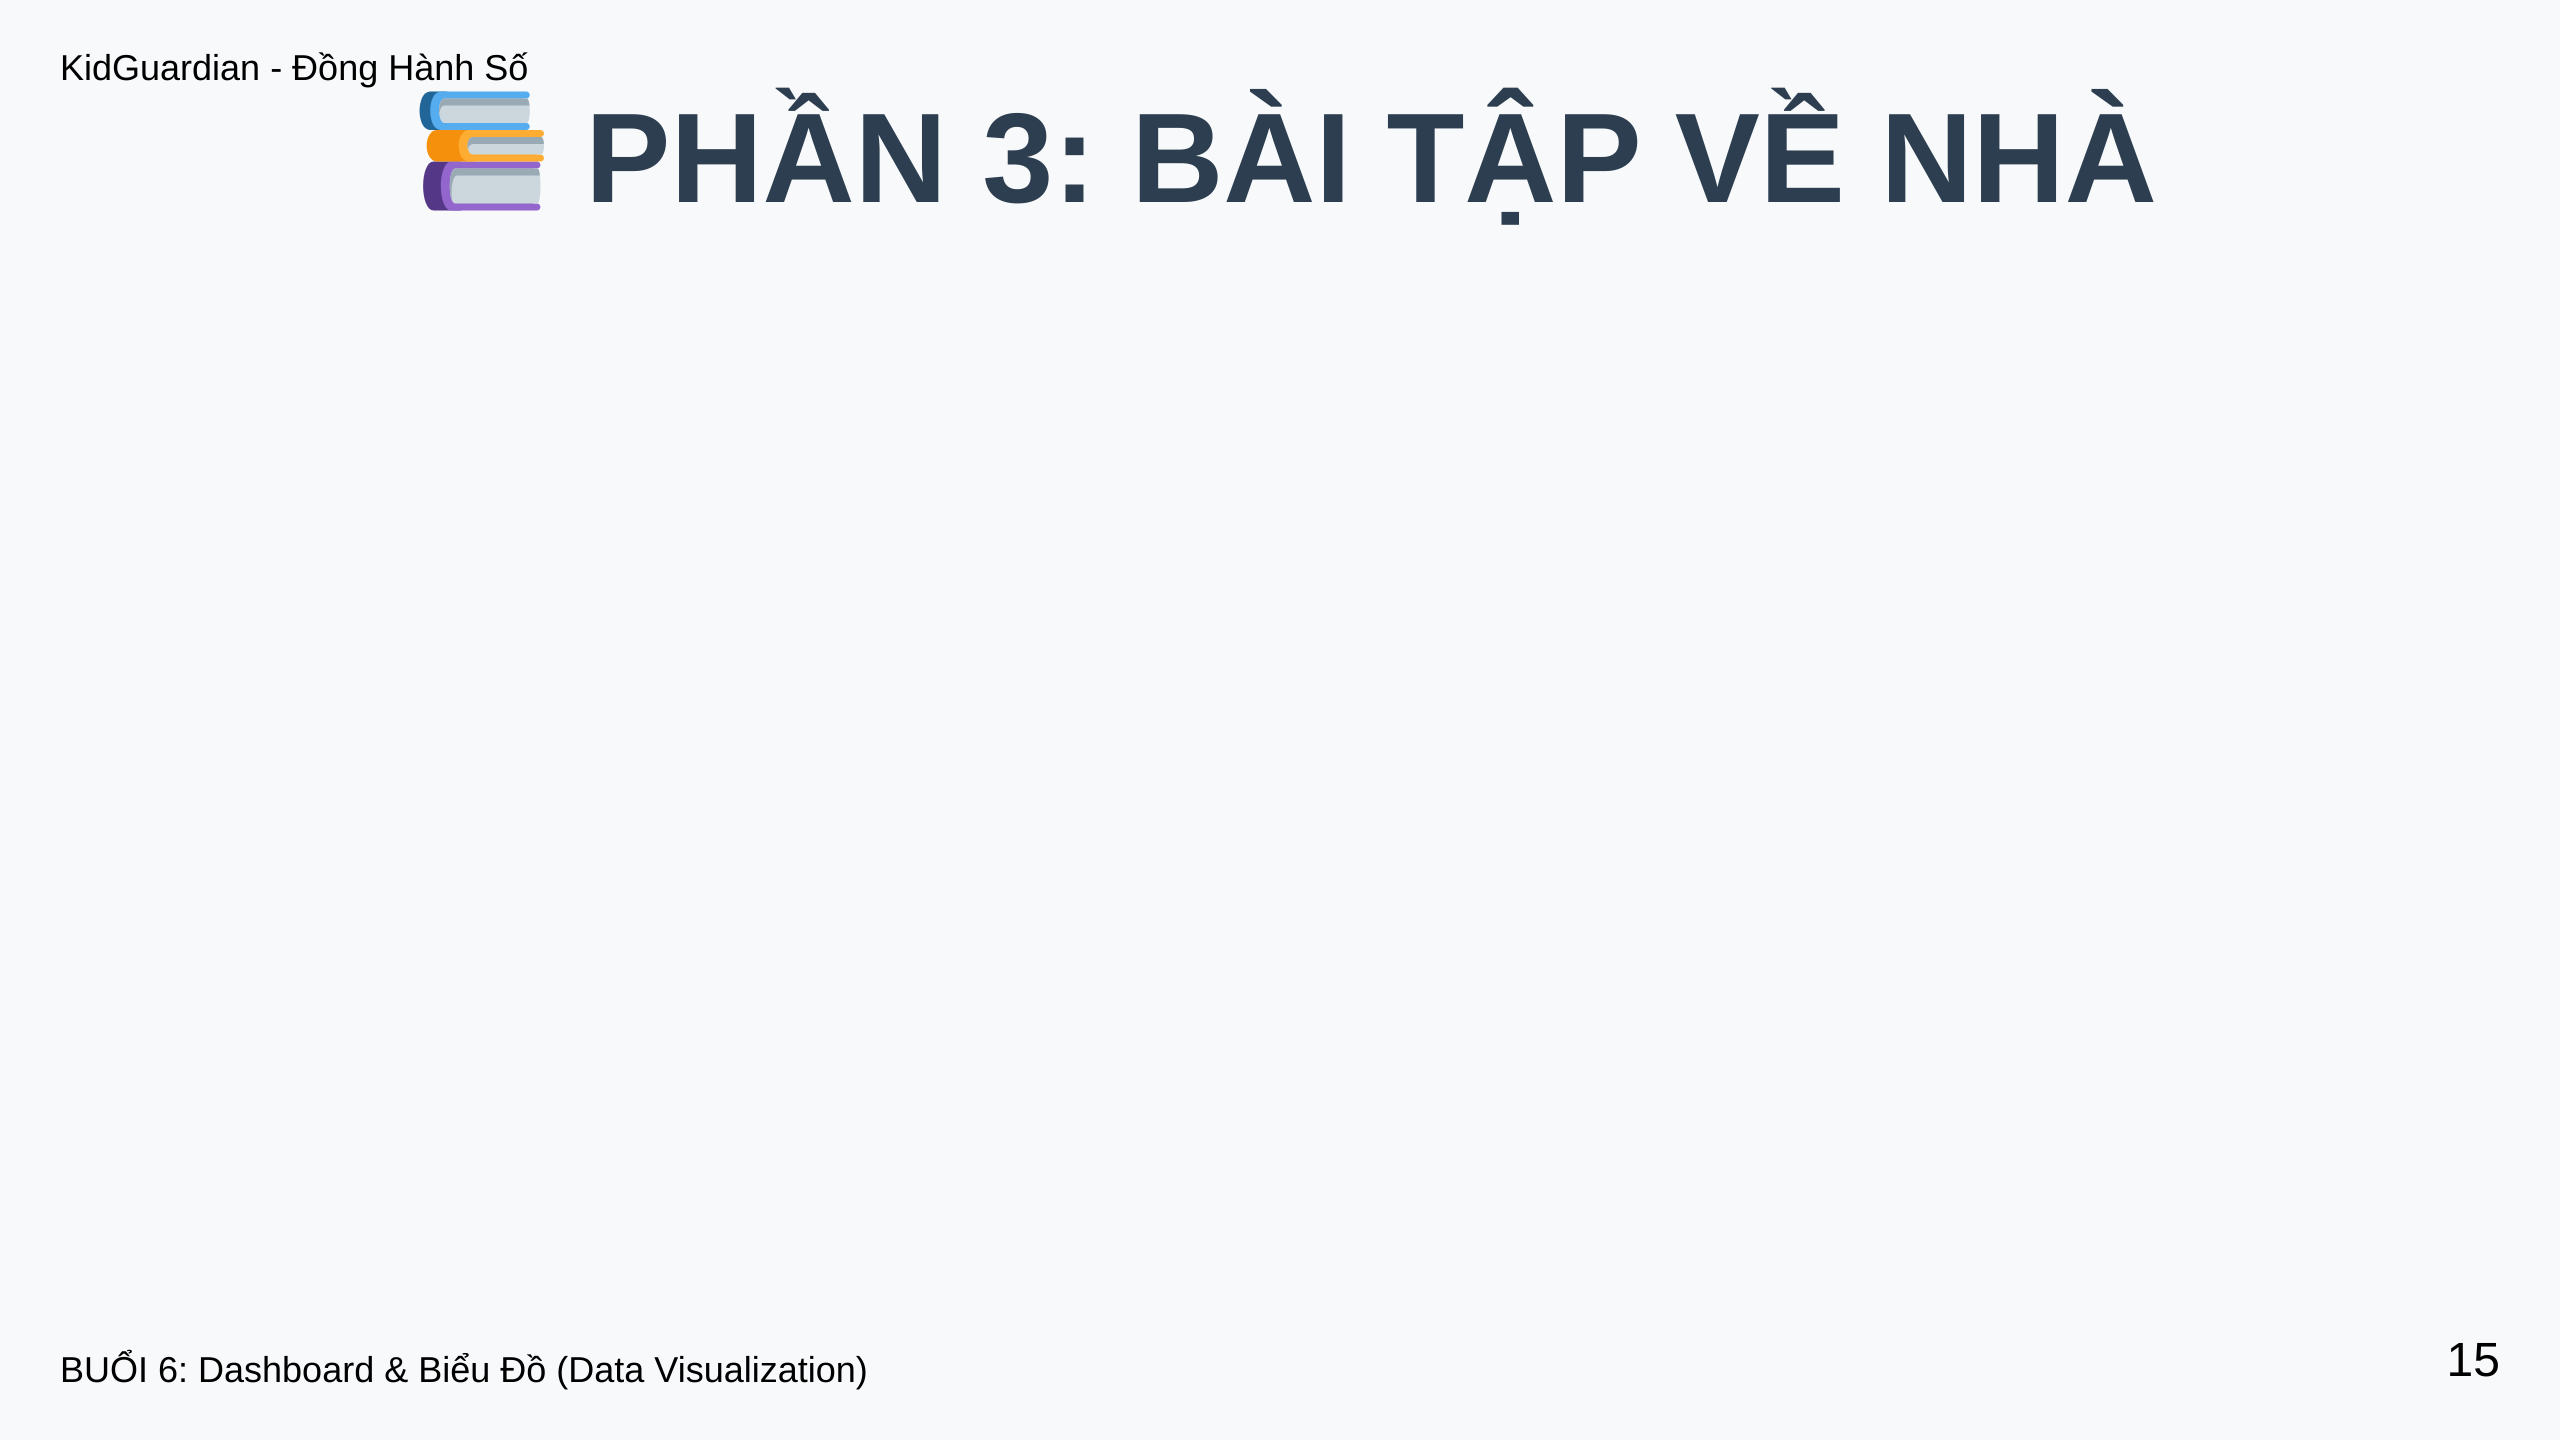 KidGuardian - Đồng Hành Số
PHẦN 3: BÀI TẬP VỀ NHÀ
BUỔI 6: Dashboard & Biểu Đồ (Data Visualization)
15